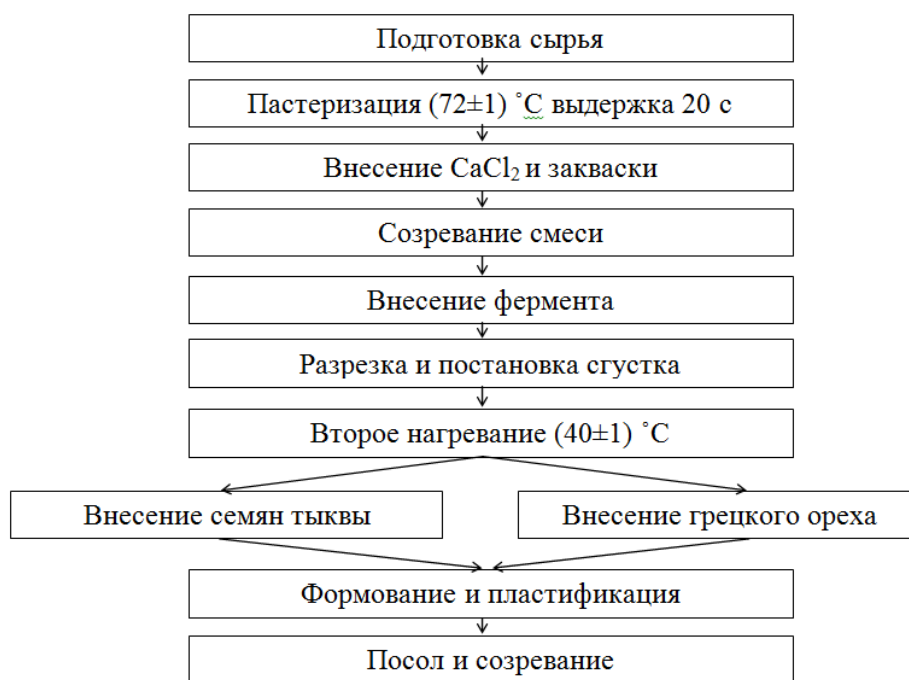 Подготовка сырья
Пастеризация (72±1) ˚С выдержка 20 с
Внесение CaCl₂ и закваски
Созревание смеси
Внесение фермента
Разрезка и постановка сгустка
Второе нагревание (40±1) ˚С
Внесение семян тыквы
Внесение грецкого ореха
Формование и пластификация
Посол и созревание